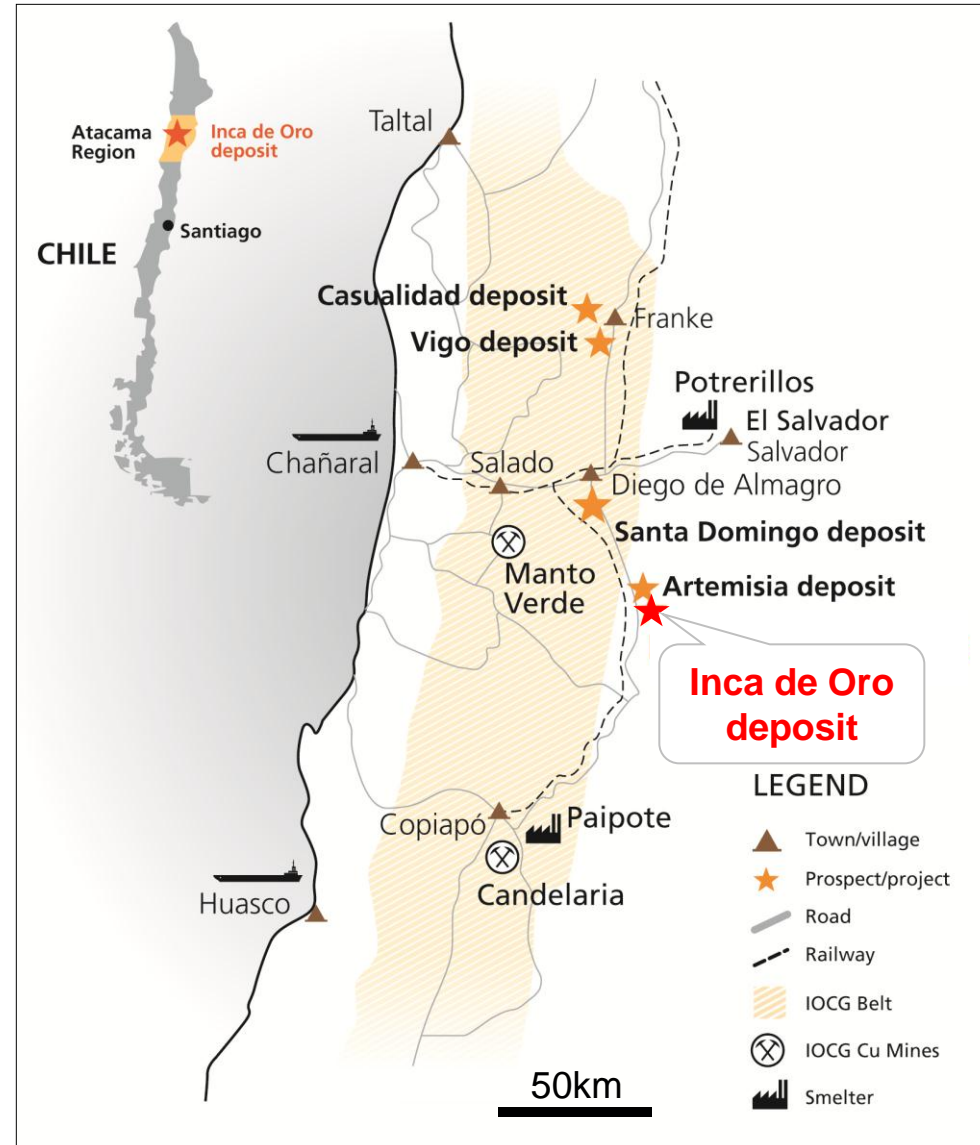 Atacama
Region
Inca de Oro
deposit
Santiago
CHILE
Taltal
Casualidad deposit
Franke
Vigo deposit
Potrerillos
El Salvador
Salvador
Chañaral
Salado
Diego de Almagro
Santa Domingo deposit
Manto
Verde
Artemisia deposit
Inca de Oro
deposit
Copiapó
Paipote
Candelaria
Huasco
LEGEND
Town/village
Prospect/project
Road
Railway
IOCG Belt
IOCG Cu Mines
Smelter
50km